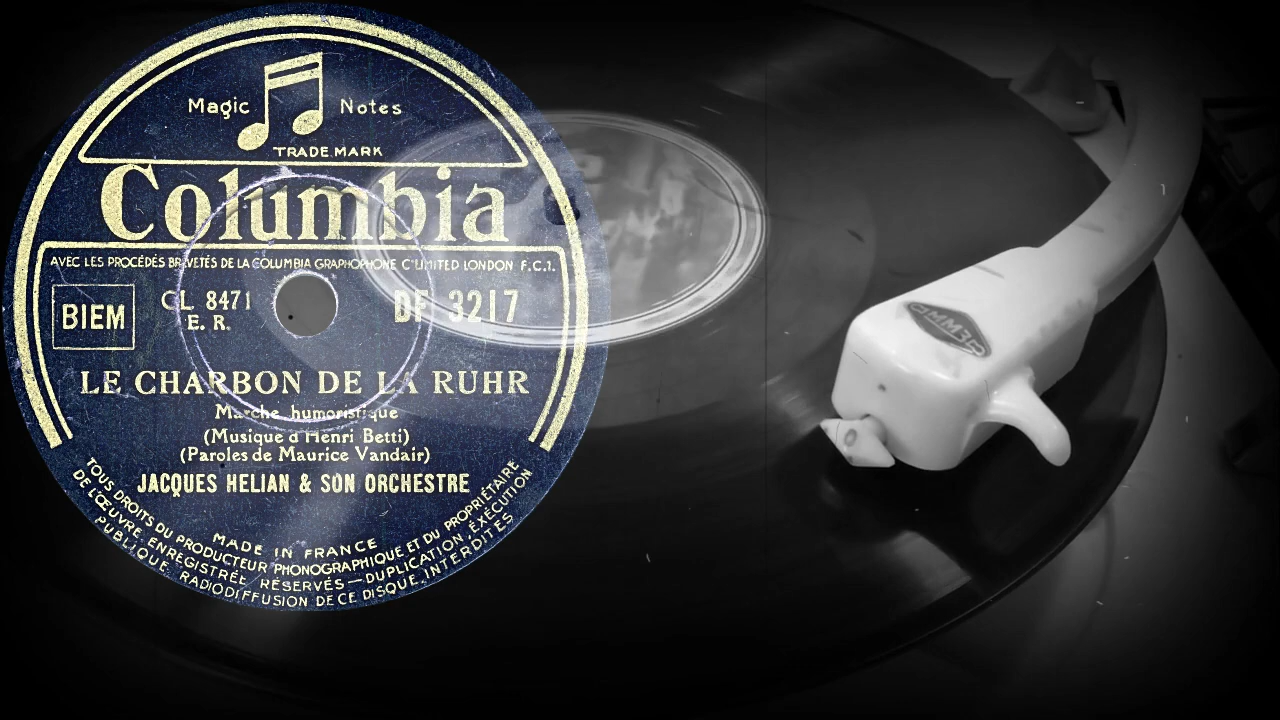 Magic Notes
TRADE MARK
Columbia
AVEC LES PROCÉDÉS BREVETÉS DE LA COLUMBIA GRAPHOPHONE Cº LIMITED LONDON F.C.1.
BIEM
CL 8471
E. R.
DF 3217
LE CHARBON DE LA RUHR
Marche humoristique
(Musique d'Henri Betti)
(Paroles de Maurice Vandair)
JACQUES HELIAN & SON ORCHESTRE
MADE IN FRANCE
TOUS DROITS DU PRODUCTEUR PHONOGRAPHIQUE ET DU PROPRIÉTAIRE
DE L'ŒUVRE ENREGISTRÉE RÉSERVÉS — DUPLICATION, EXÉCUTION
PUBLIQUE, RADIODIFFUSION DE CE DISQUE INTERDITES